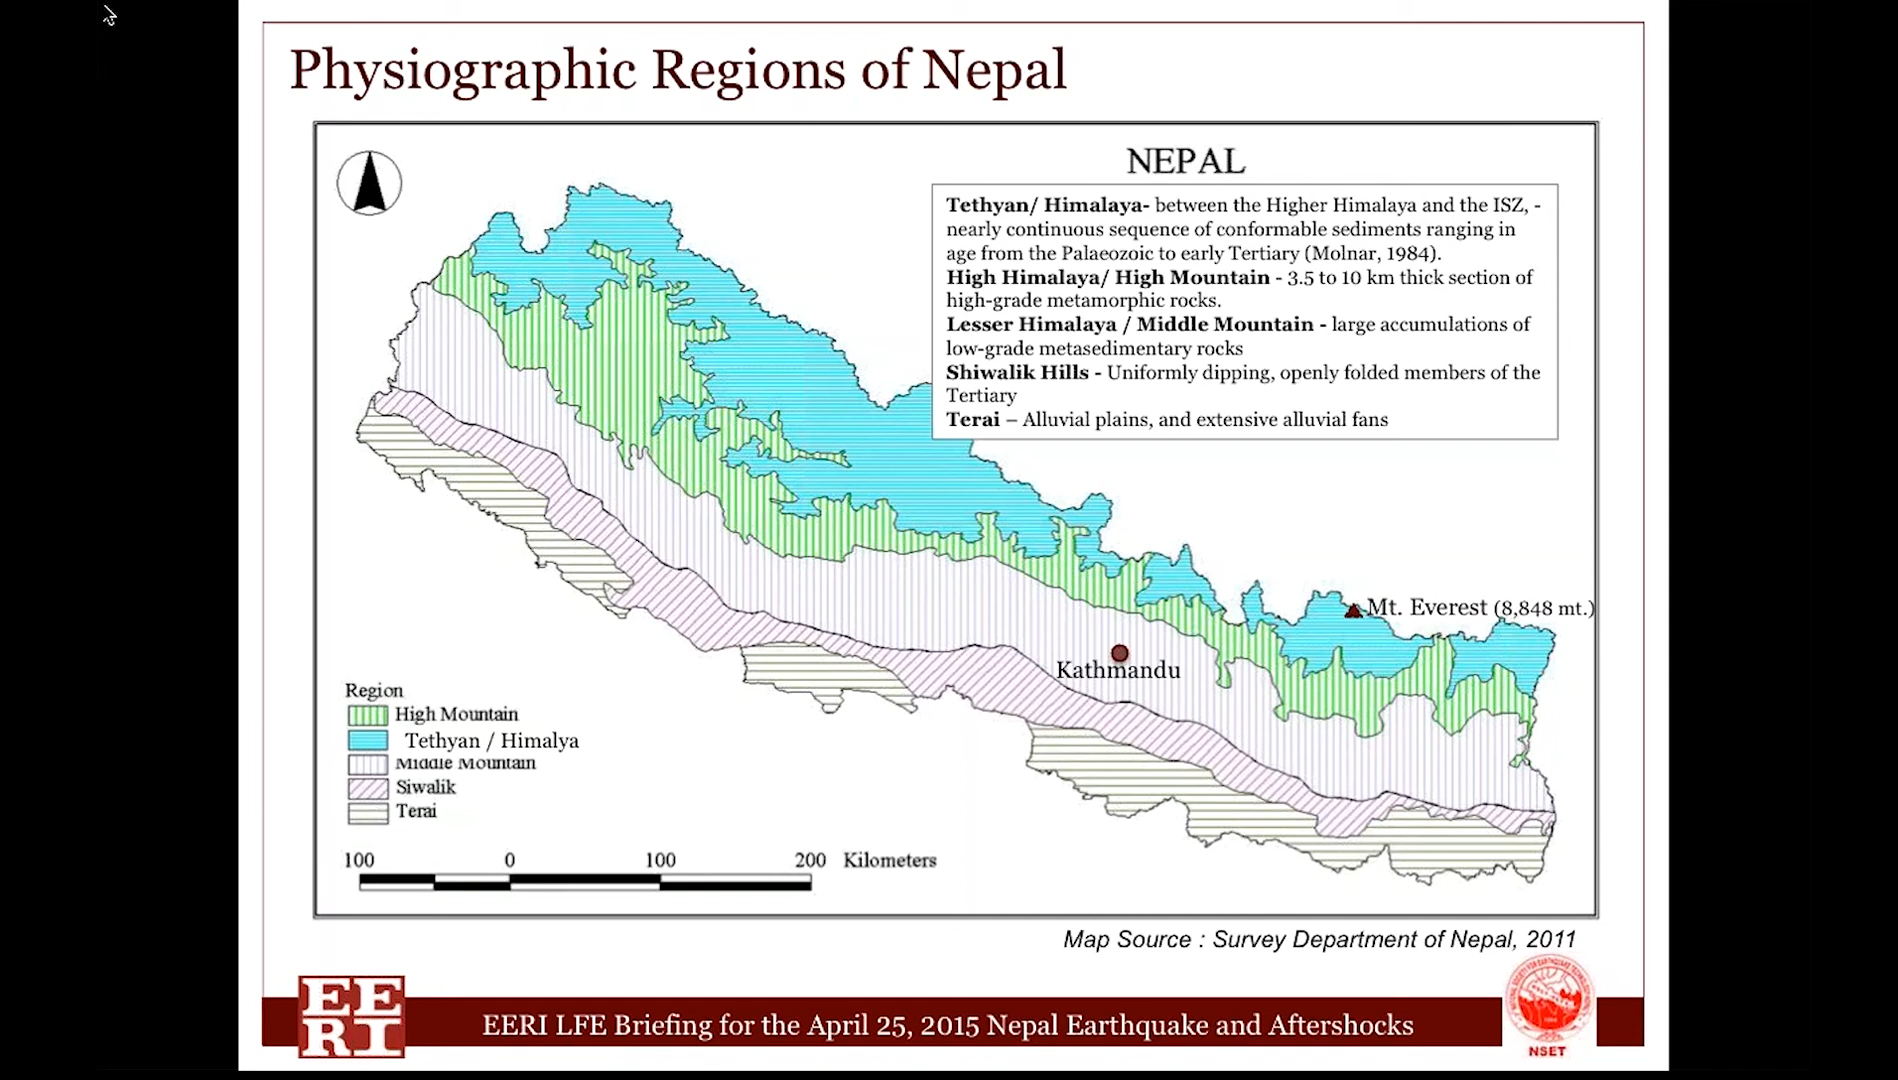 Physiographic Regions of Nepal
NEPAL
Tethyan/ Himalaya- between the Higher Himalaya and the ISZ, -
nearly continuous sequence of conformable sediments ranging in
age from the Palaeozoic to early Tertiary (Molnar, 1984).
High Himalaya/ High Mountain - 3.5 to 10 km thick section of
high-grade metamorphic rocks.
Lesser Himalaya / Middle Mountain - large accumulations of
low-grade metasedimentary rocks
Shiwalik Hills - Uniformly dipping, openly folded members of the
Tertiary
Terai – Alluvial plains, and extensive alluvial fans
Mt. Everest (8,848 mt.)
Kathmandu
Region
High Mountain
Tethyan / Himalya
Middle Mountain
Siwalik
Terai
100 0 100 200 Kilometers
Map Source : Survey Department of Nepal, 2011
EE
RI
EERI LFE Briefing for the April 25, 2015 Nepal Earthquake and Aftershocks
NSET